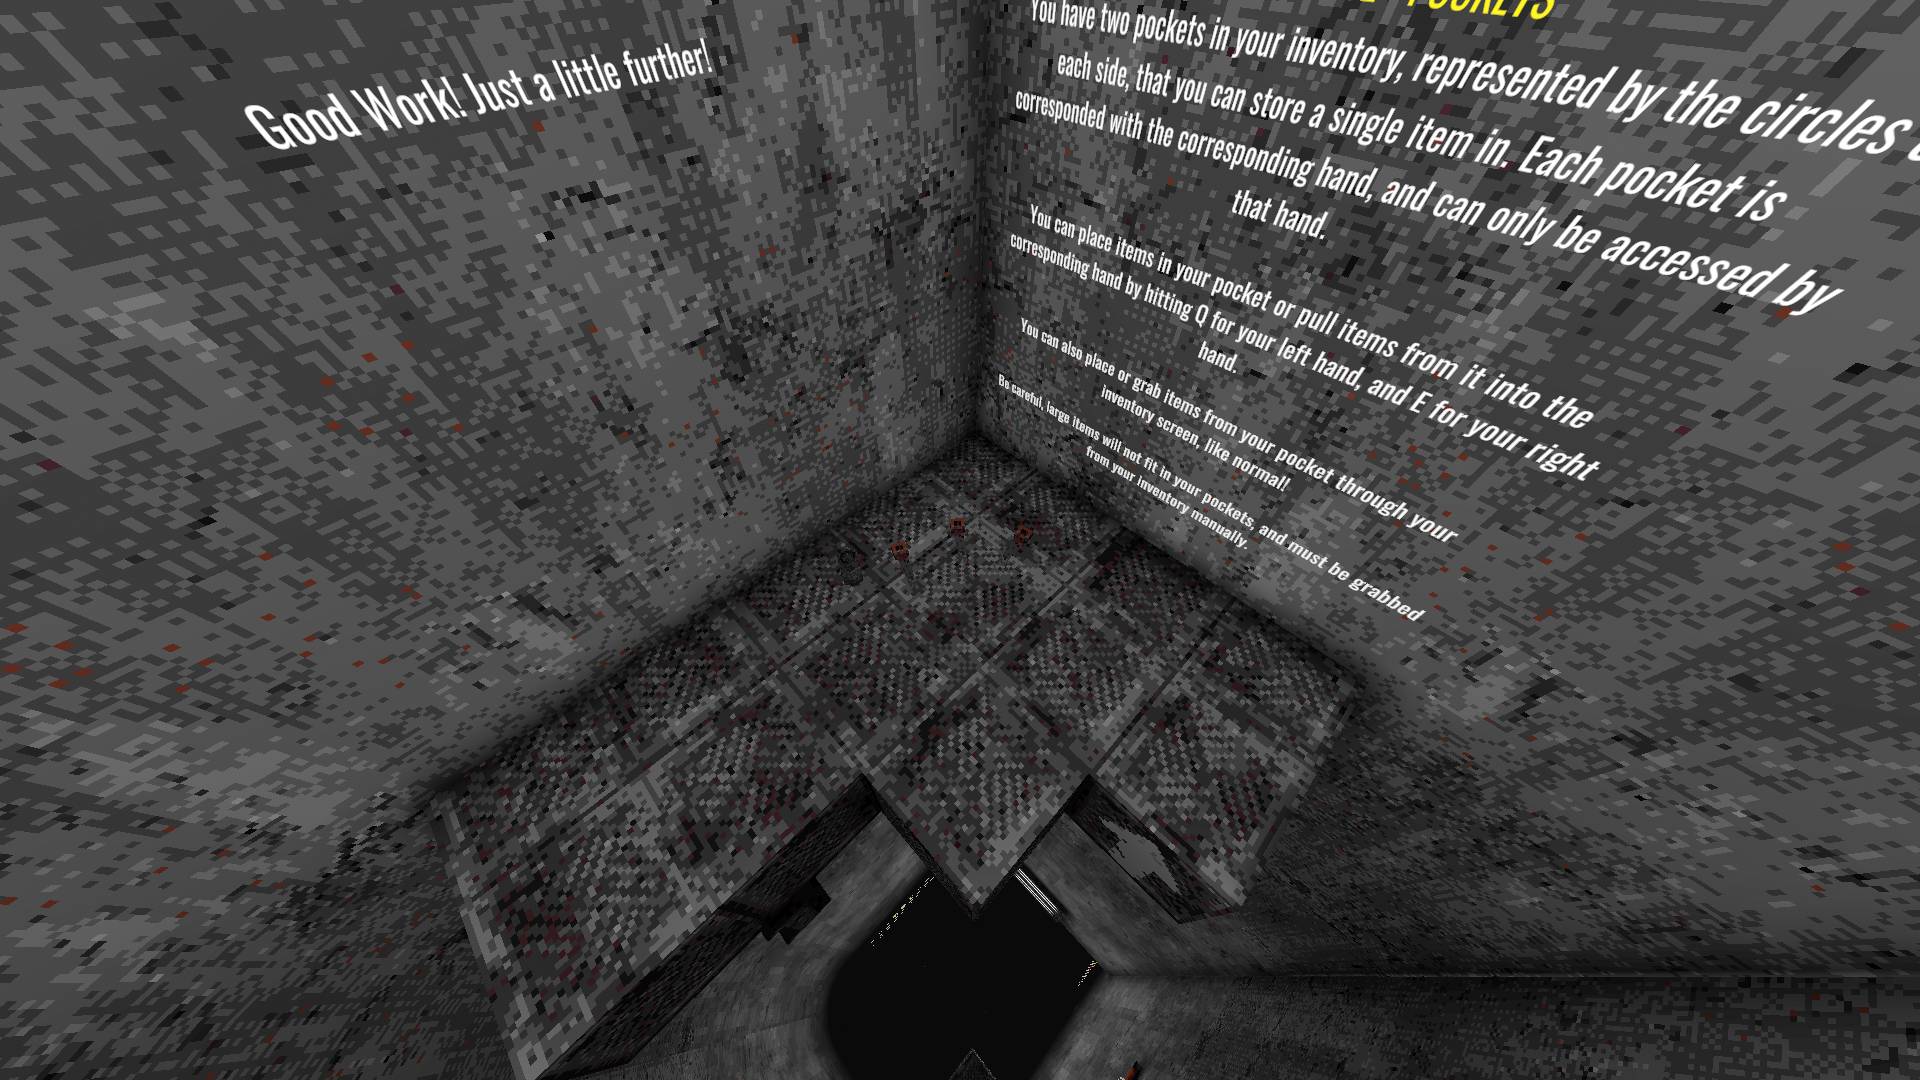 Good Work! Just a little further!
POCKETS
You have two pockets in your inventory, represented by the circles
each side, that you can store a single item in. Each pocket is
corresponded with the corresponding hand, and can only be accessed by
that hand.
You can place items in your pocket or pull items from it into the
corresponding hand by hitting Q for your left hand, and E for your right
hand.
You can also place or grab items from your pocket through your
inventory screen, like normal!
Be careful, large items will not fit in your pockets, and must be grabbed
from your inventory manually.